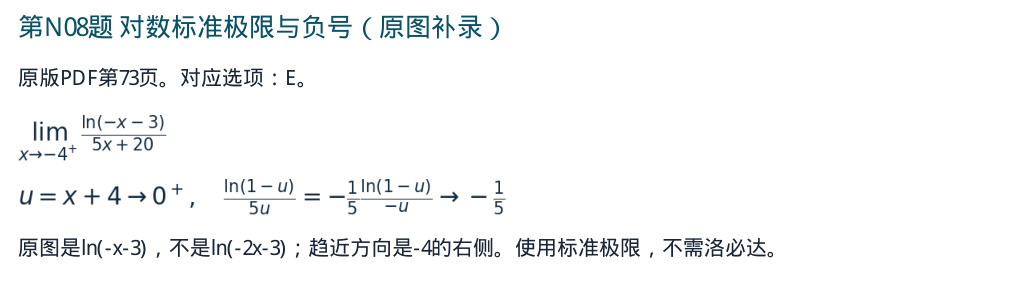 第N08题 对数标准极限与负号（原图补录）
原版PDF第73页。对应选项：E。
lim x→−4⁺ ln(−x − 3) / (5x + 20)
u = x + 4 → 0⁺, ln(1 − u) / 5u = − 1/5 ln(1 − u) / −u → − 1/5
原图是ln(-x-3)，不是ln(-2x-3)；趋近方向是-4的右侧。使用标准极限，不需洛必达。